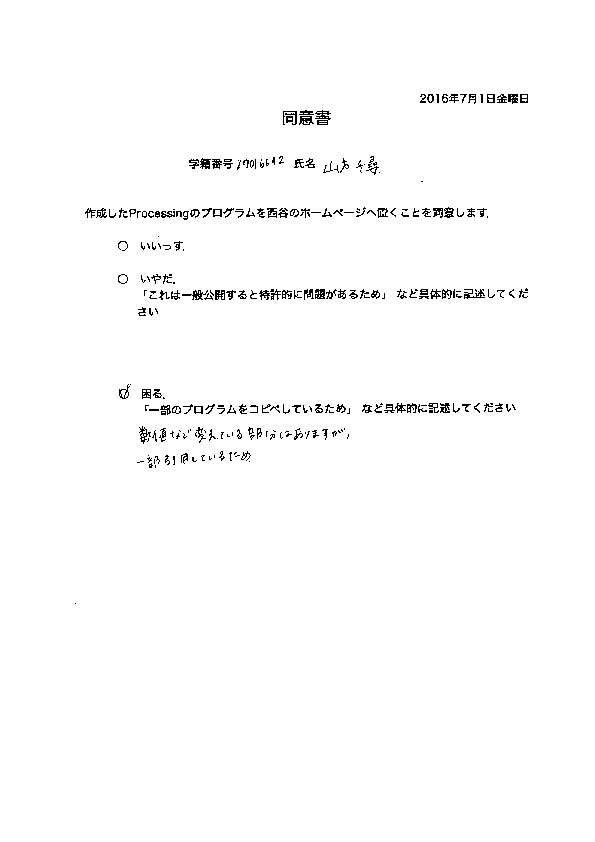 2016年7月1日金曜日
同意書
学籍番号 氏名 山方千尋
作成したProcessingのプログラムを西谷のホームページへ置くことを同意します.
○ いいっす.
○ いやだ.
「これは一般公開すると特許的に問題があるため」 など具体的に記述してくだ
さい
○ 困る.
「一部のプログラムをコピペしているため」 など具体的に記述してください
数値など変えている部分はありますが,
一部引用しているため